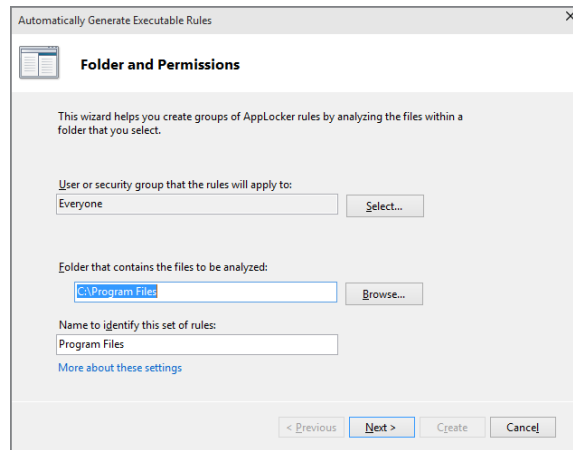 Automatically Generate Executable Rules
Folder and Permissions
This wizard helps you create groups of AppLocker rules by analyzing the files within a
folder that you select.
User or security group that the rules will apply to:
Everyone
Select...
Folder that contains the files to be analyzed:
C:\Program Files
Browse...
Name to identify this set of rules:
Program Files
More about these settings
< Previous
Next >
Create
Cancel